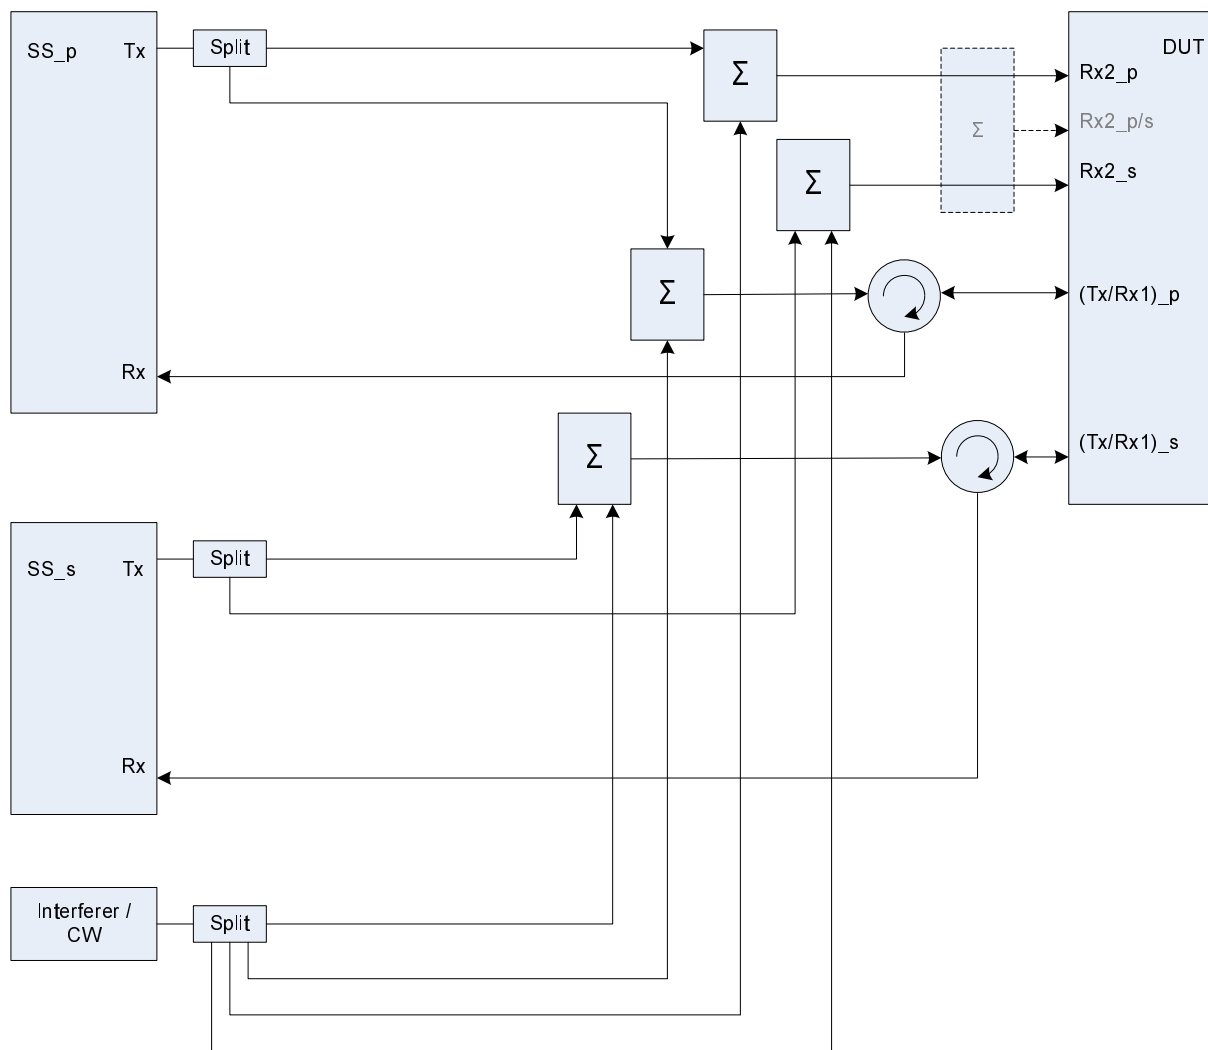 SS_p
Tx
Split
Σ
DUT
Rx2_p
Σ
Rx2_p/s
Rx2_s
Σ
Σ
(Tx/Rx1)_p
Rx
Σ
(Tx/Rx1)_s
SS_s
Tx
Split
Rx
Interferer /
CW
Split